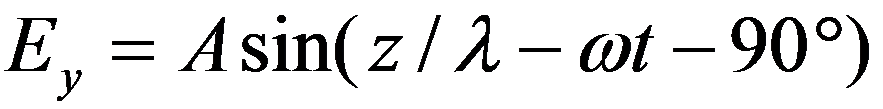 E_y = A sin(z / λ − ωt − 90°)